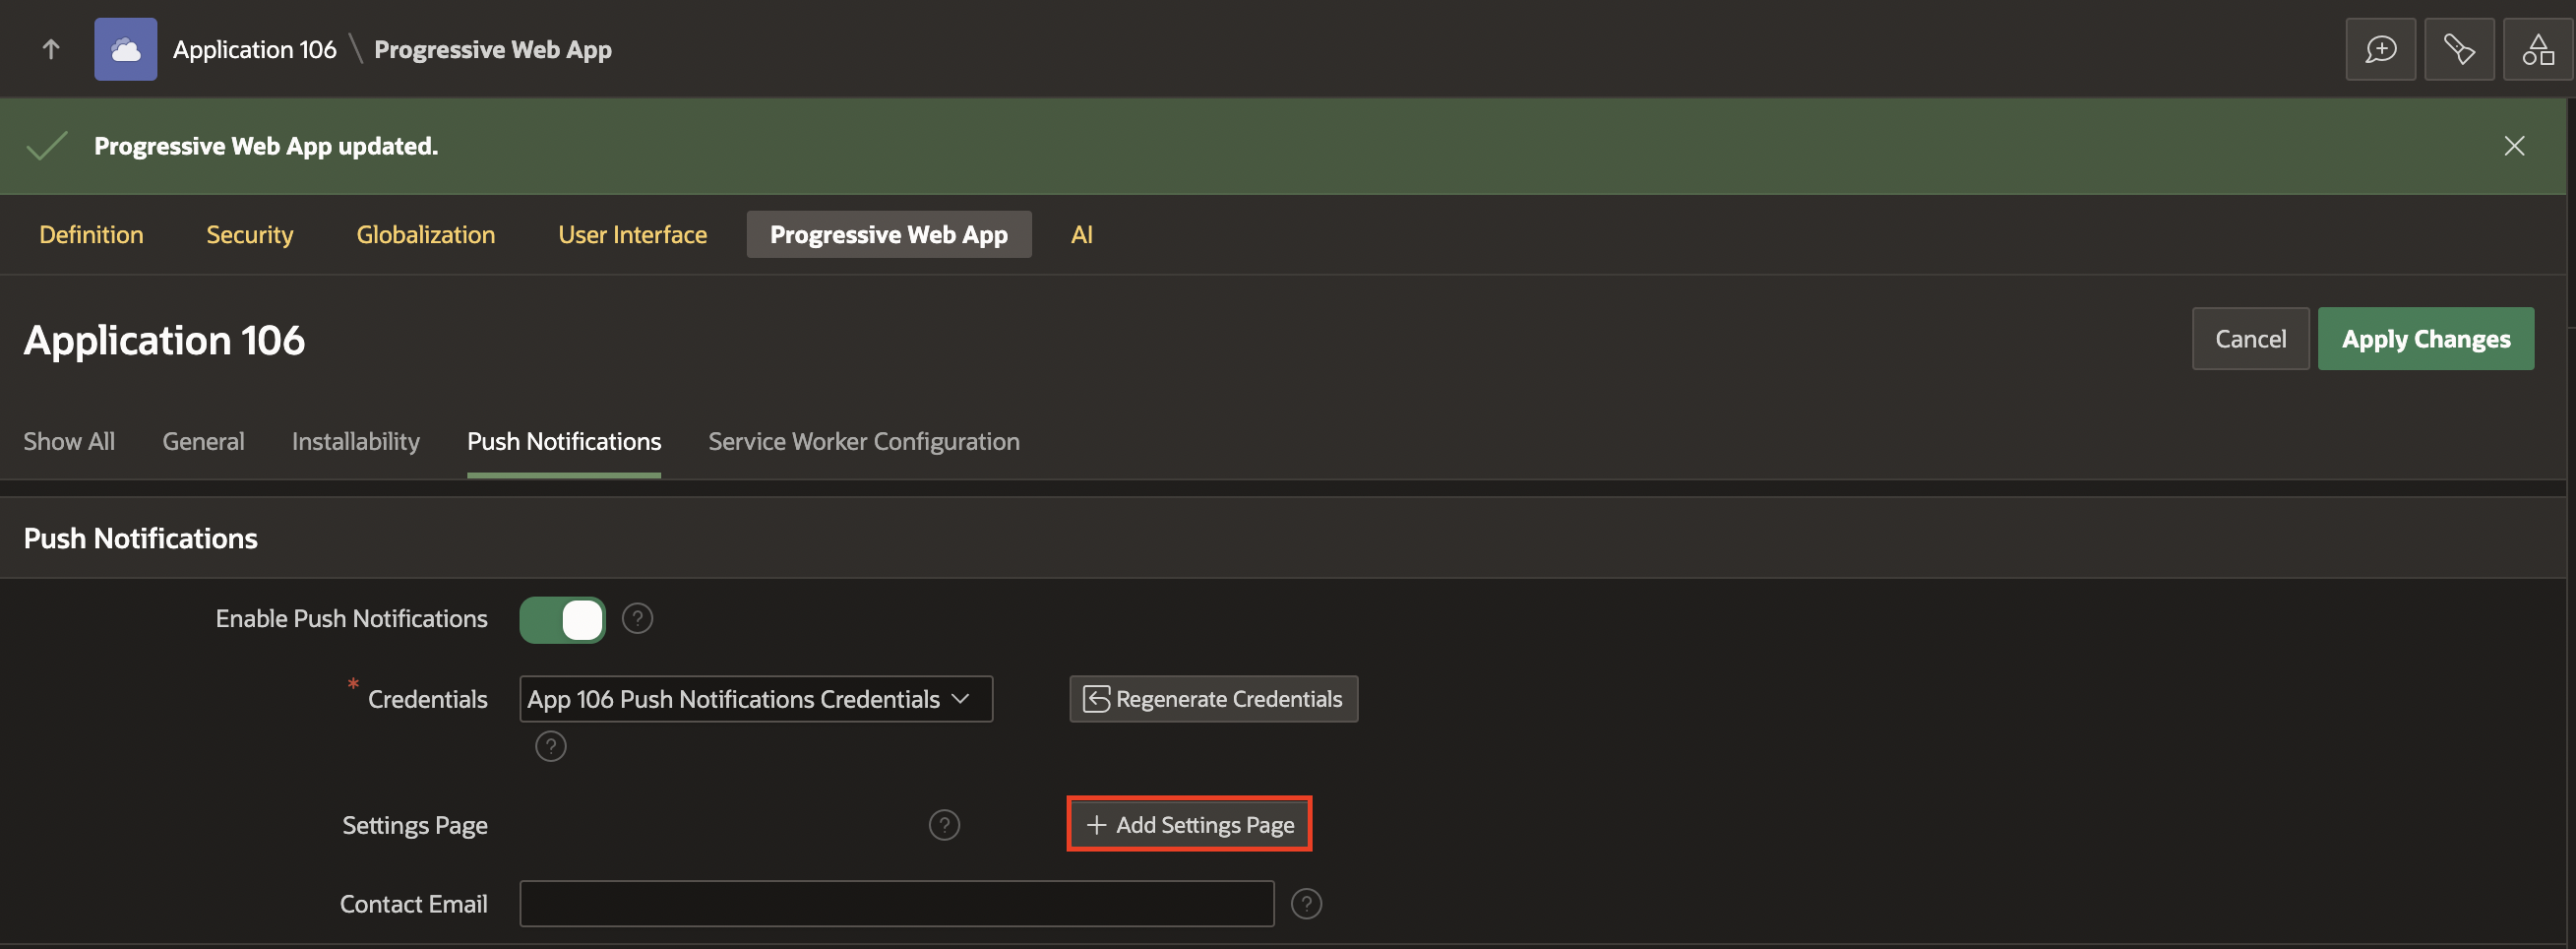 Application 106 \ Progressive Web App
Progressive Web App updated.
Definition Security Globalization User Interface Progressive Web App AI
Application 106
Cancel Apply Changes
Show All General Installability Push Notifications Service Worker Configuration
Push Notifications
Enable Push Notifications ?
* Credentials App 106 Push Notifications Credentials Regenerate Credentials
?
Settings Page ? + Add Settings Page
Contact Email ?